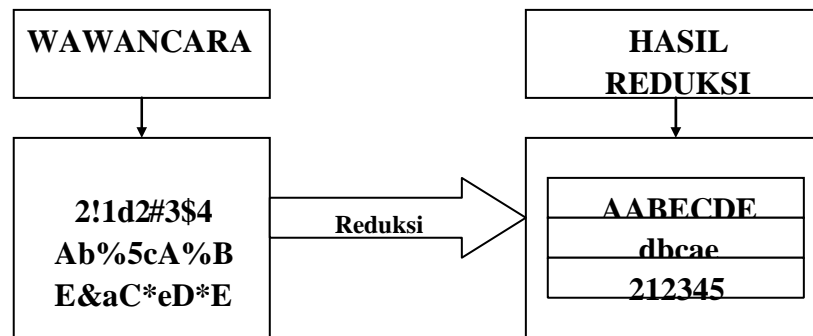 WAWANCARA
HASIL
REDUKSI
2!1d2#3$4
Ab%5cA%B
E&aC*eD*E
Reduksi
AABECDE
dbcae
212345